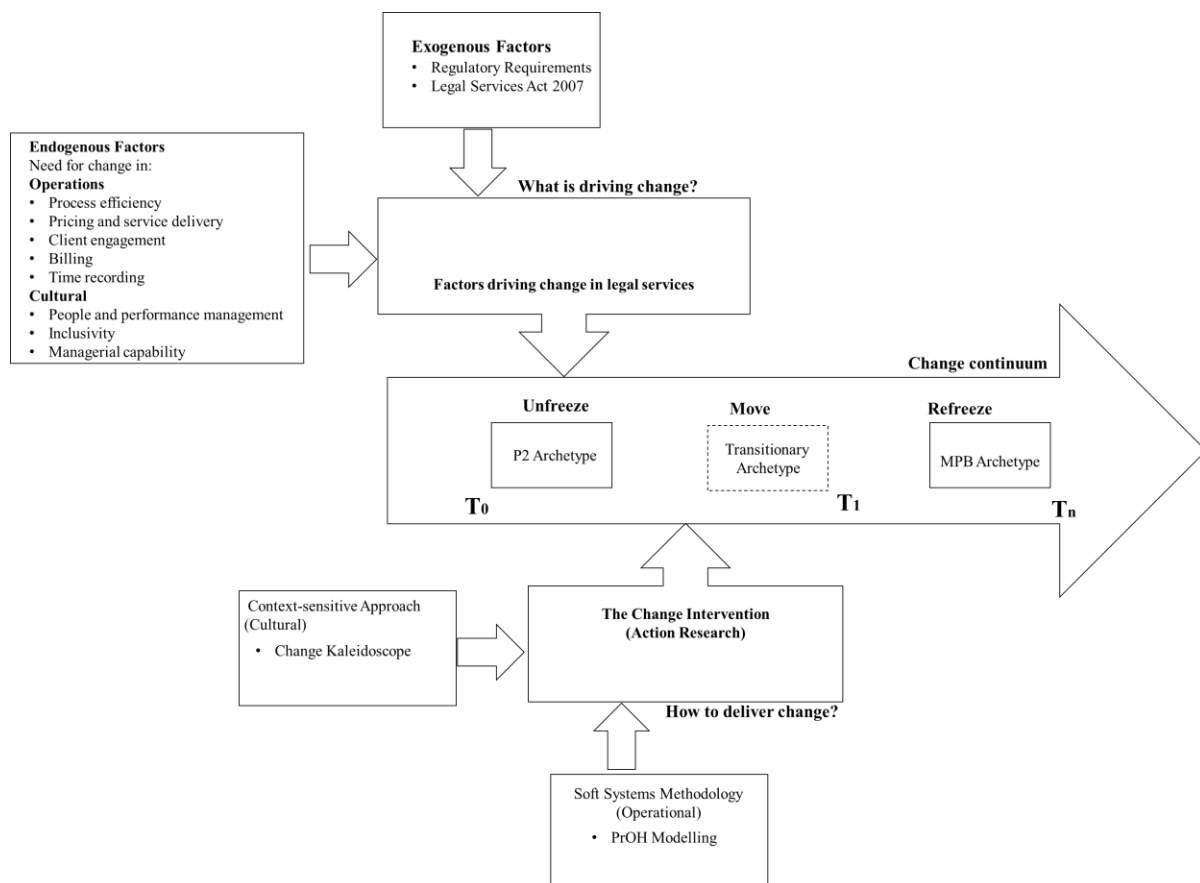 Exogenous Factors
• Regulatory Requirements
• Legal Services Act 2007
Endogenous Factors
Need for change in:
Operations
• Process efficiency
• Pricing and service delivery
• Client engagement
• Billing
• Time recording
Cultural
• People and performance management
• Inclusivity
• Managerial capability
What is driving change?
Factors driving change in legal services
Change continuum
Unfreeze
Move
Refreeze
P2 Archetype
Transitionary
Archetype
MPB Archetype
T0
T1
Tn
Context-sensitive Approach
(Cultural)
• Change Kaleidoscope
The Change Intervention
(Action Research)
How to deliver change?
Soft Systems Methodology
(Operational)
• PrOH Modelling